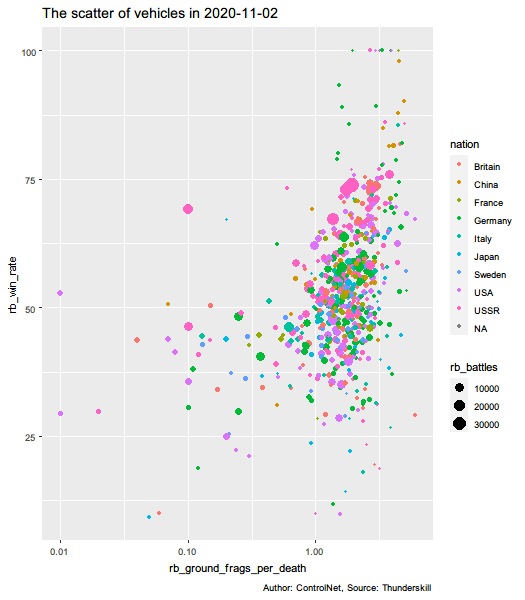 The scatter of vehicles in 2020-11-02
100
75
50
25
rb_win_rate
0.01
0.10
1.00
rb_ground_frags_per_death
nation
Britain
China
France
Germany
Italy
Japan
Sweden
USA
USSR
NA
rb_battles
10000
20000
30000
Author: ControlNet, Source: Thunderskill